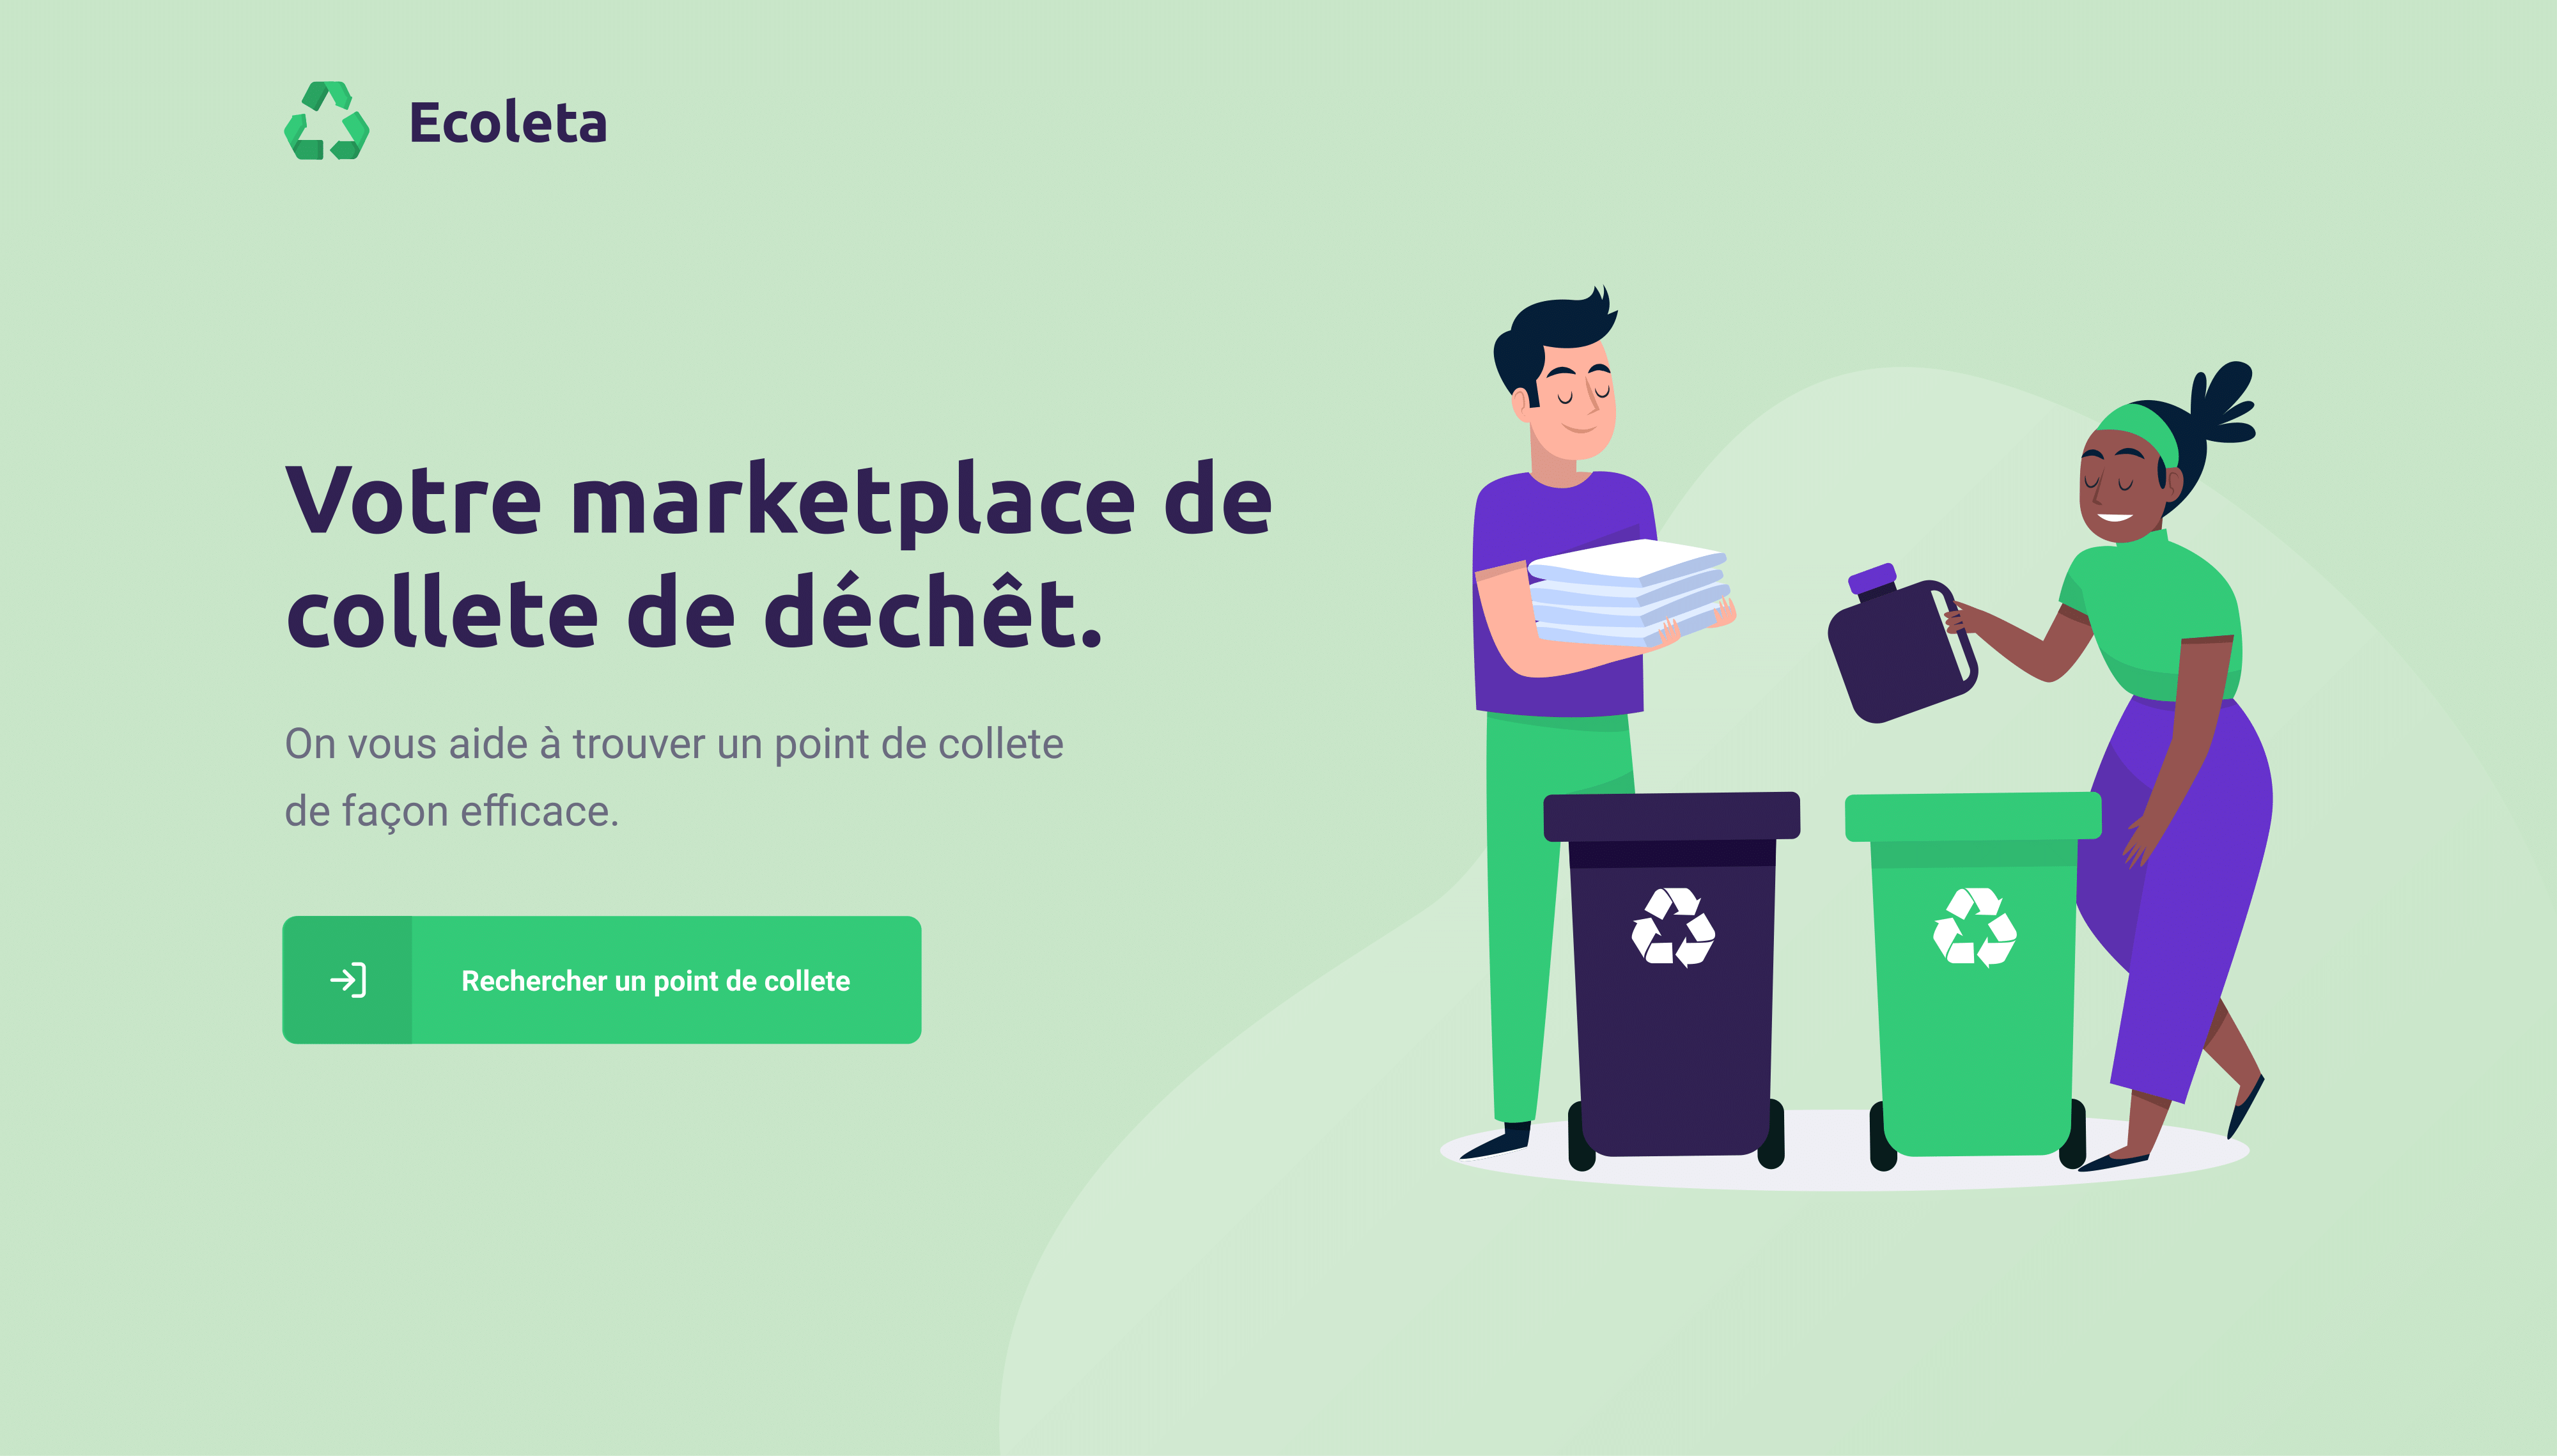 Ecoleta
Votre marketplace de
collete de déchêt.
On vous aide à trouver un point de collete
de façon efficace.
Rechercher un point de collete